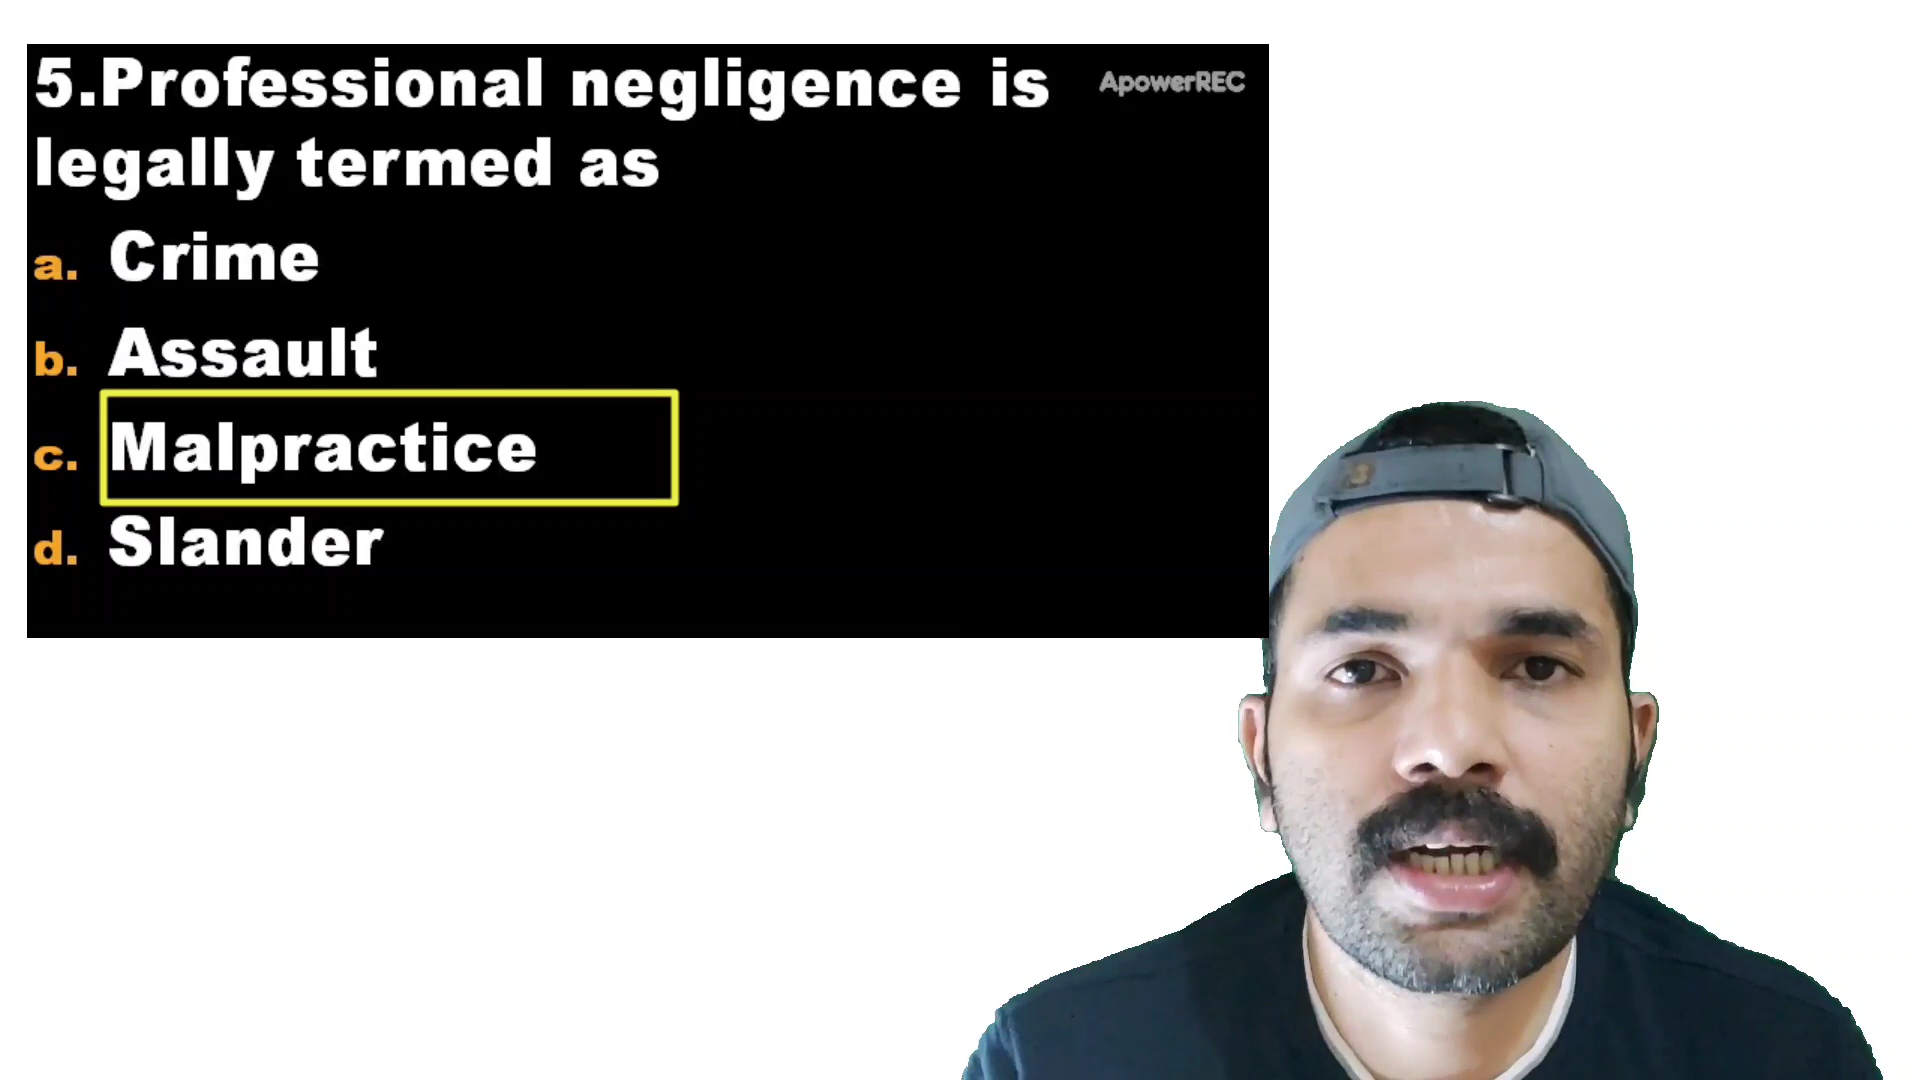 5.Professional negligence is
ApowerREC
legally termed as
a. Crime
b. Assault
c. Malpractice
d. Slander